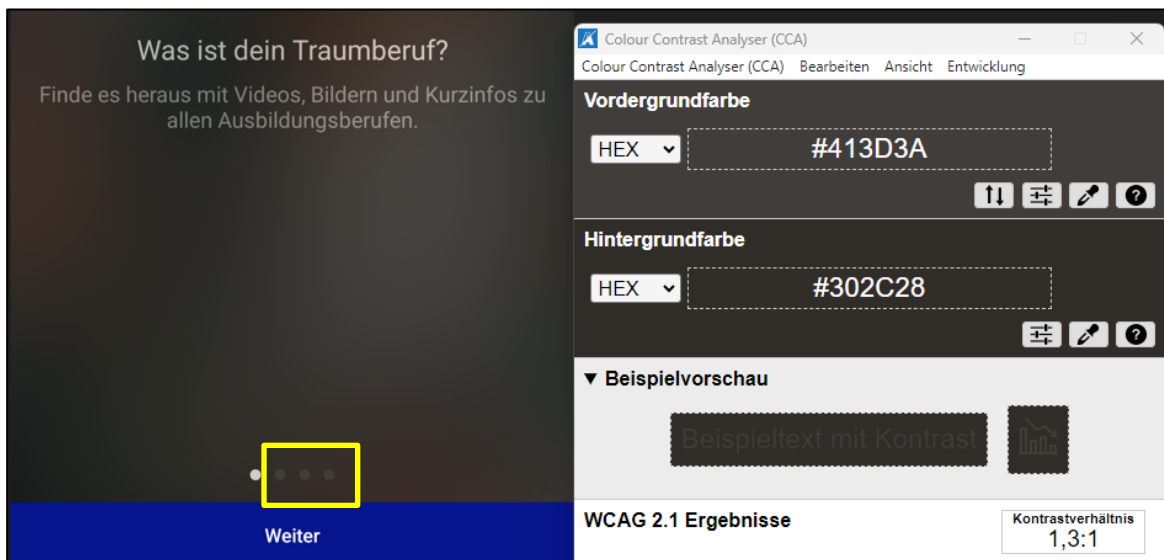 Was ist dein Traumberuf?
Finde es heraus mit Videos, Bildern und Kurzinfos zu
allen Ausbildungsberufen.
Weiter
Colour Contrast Analyser (CCA)
Colour Contrast Analyser (CCA) Bearbeiten Ansicht Entwicklung
Vordergrundfarbe
HEX #413D3A
Hintergrundfarbe
HEX #302C28
▼ Beispielvorschau
Beispieltext mit Kontrast
WCAG 2.1 Ergebnisse
Kontrastverhältnis
1,3:1